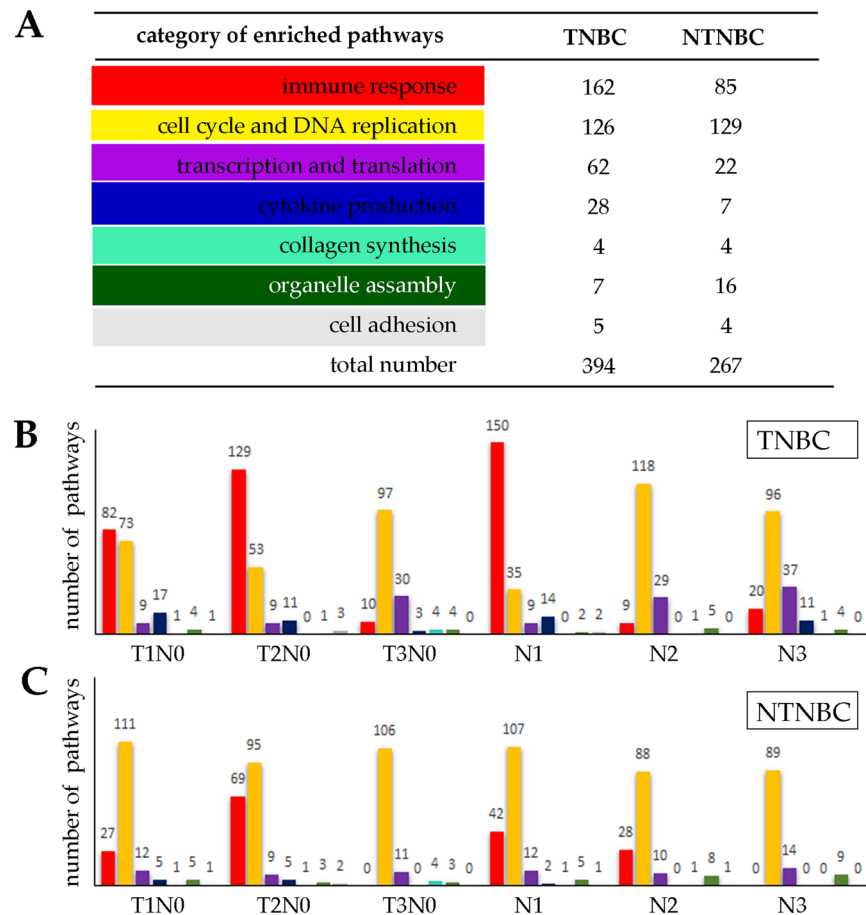 A
category of enriched pathways TNBC NTNBC
immune response 162 85
cell cycle and DNA replication 126 129
transcription and translation 62 22
cytokine production 28 7
collagen synthesis 4 4
organelle assambly 7 16
cell adhesion 5 4
total number 394 267
B
TNBC
number of pathways
82 73 9 17 1 4 1
129 53 9 11 0 1 3
10 97 30 3 4 4 0
150 35 9 14 0 2 2
9 118 29 0 1 5 0
20 96 37 11 1 4 0
T1N0 T2N0 T3N0 N1 N2 N3
C
NTNBC
number of pathways
27 111 12 5 1 5 1
69 95 9 5 1 3 2
0 106 11 0 4 3 0
42 107 12 2 1 5 1
28 88 10 0 1 8 1
0 89 14 0 0 9 0
T1N0 T2N0 T3N0 N1 N2 N3